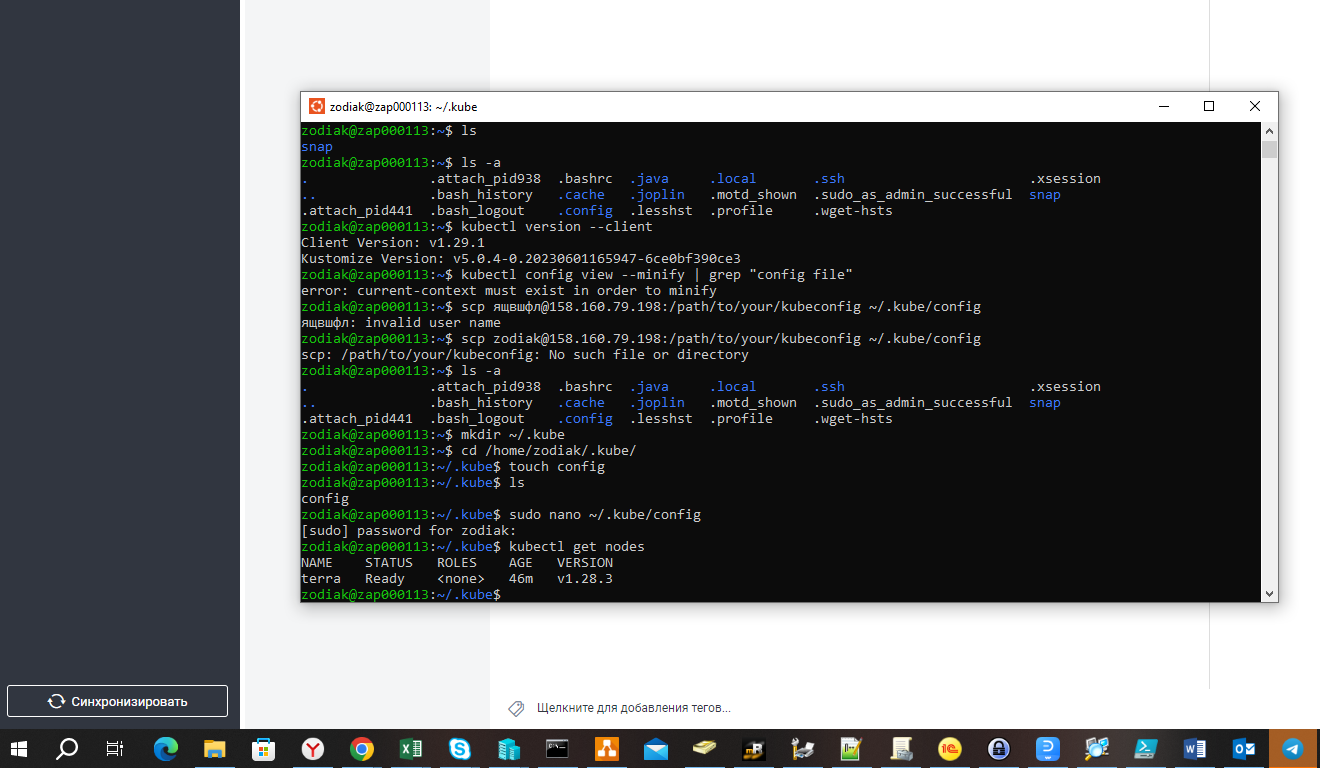 zodiak@zap000113: ~/.kube
zodiak@zap000113:~$ ls
snap
zodiak@zap000113:~$ ls -a
. .attach_pid938 .bashrc .java .local .ssh .xsession
.. .bash_history .cache .joplin .motd_shown .sudo_as_admin_successful snap
.attach_pid441 .bash_logout .config .lesshst .profile .wget-hsts
zodiak@zap000113:~$ kubectl version --client
Client Version: v1.29.1
Kustomize Version: v5.0.4-0.20230601165947-6ce0bf390ce3
zodiak@zap000113:~$ kubectl config view --minify | grep "config file"
error: current-context must exist in order to minify
zodiak@zap000113:~$ scp ящвшфл@158.160.79.198:/path/to/your/kubeconfig ~/.kube/config
ящвшфл: invalid user name
zodiak@zap000113:~$ scp zodiak@158.160.79.198:/path/to/your/kubeconfig ~/.kube/config
scp: /path/to/your/kubeconfig: No such file or directory
zodiak@zap000113:~$ ls -a
. .attach_pid938 .bashrc .java .local .ssh .xsession
.. .bash_history .cache .joplin .motd_shown .sudo_as_admin_successful snap
.attach_pid441 .bash_logout .config .lesshst .profile .wget-hsts
zodiak@zap000113:~$ mkdir ~/.kube
zodiak@zap000113:~$ cd /home/zodiak/.kube/
zodiak@zap000113:~/.kube$ touch config
zodiak@zap000113:~/.kube$ ls
config
zodiak@zap000113:~/.kube$ sudo nano ~/.kube/config
[sudo] password for zodiak:
zodiak@zap000113:~/.kube$ kubectl get nodes
NAME STATUS ROLES AGE VERSION
terra Ready <none> 46m v1.28.3
zodiak@zap000113:~/.kube$
Синхронизировать
Щелкните для добавления тегов...